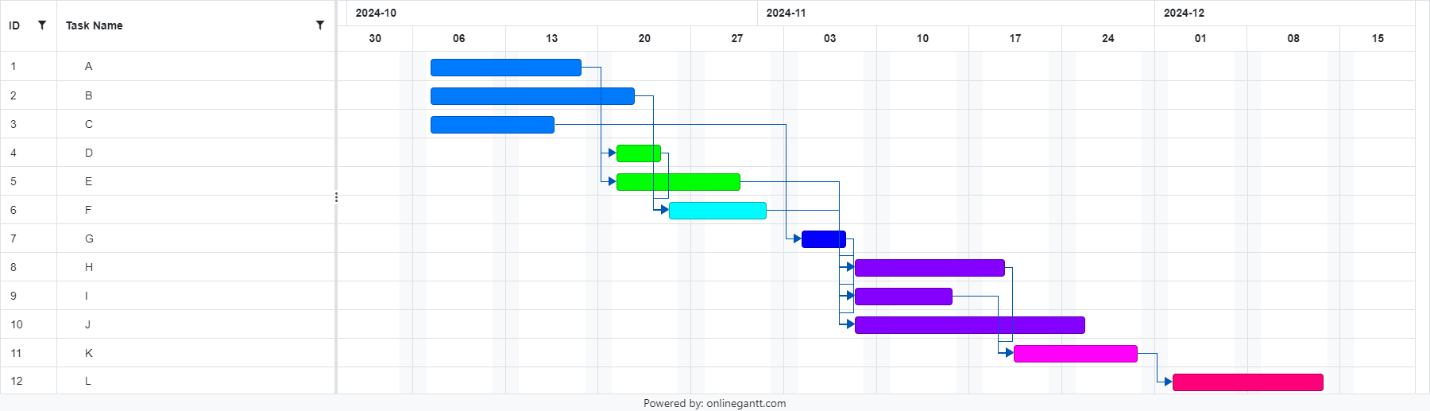 ID Task Name 2024-10 2024-11 2024-12
30 06 13 20 27 03 10 17 24 01 08 15
1 A
2 B
3 C
4 D
5 E
6 F
7 G
8 H
9 I
10 J
11 K
12 L
Powered by: onlinegantt.com